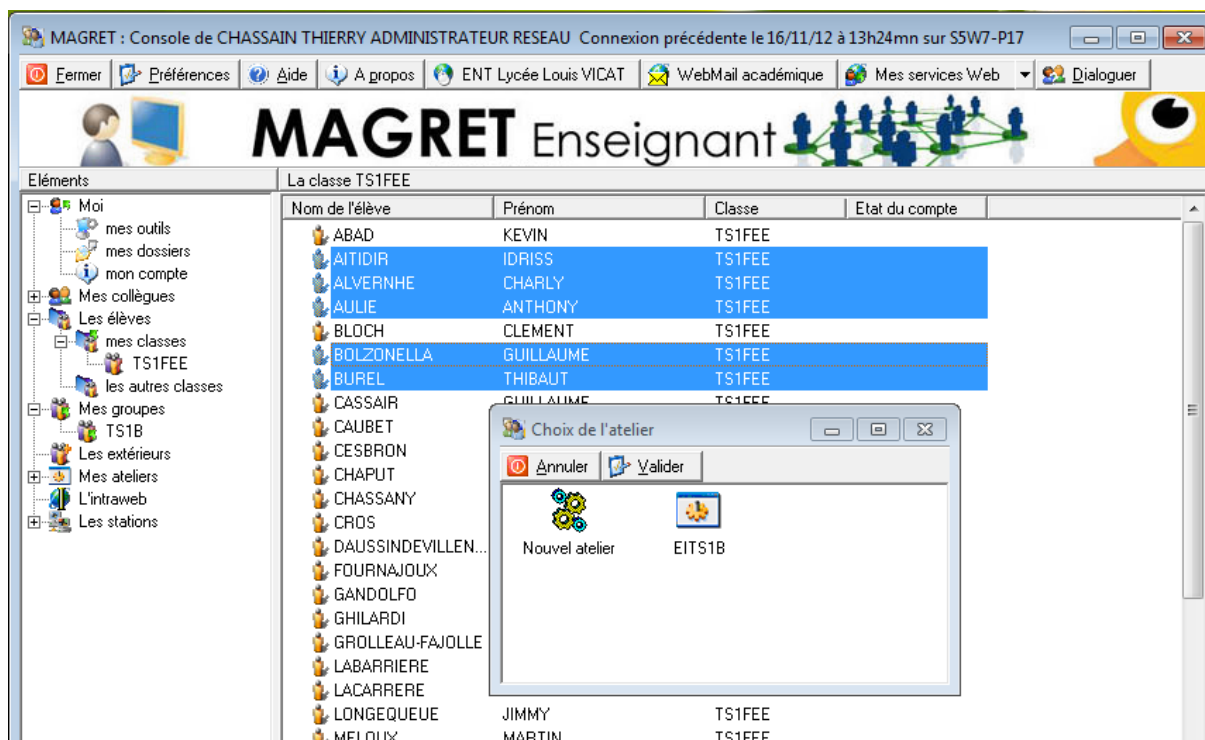 MAGRET : Console de CHASSAIN THIERRY ADMINISTRATEUR RESEAU Connexion précédente le 16/11/12 à 13h24mn sur S5W7-P17
Fermer Préférences Aide A propos ENT Lycée Louis VICAT WebMail académique Mes services Web Dialoguer
MAGRET Enseignant
Eléments
La classe TS1FEE
Moi
mes outils
mes dossiers
mon compte
Mes collègues
Les élèves
mes classes
TS1FEE
les autres classes
Mes groupes
TS1B
Les extérieurs
Mes ateliers
L'intraweb
Les stations
Nom de l'élève Prénom Classe Etat du compte
ABAD KEVIN TS1FEE
AITIDIR IDRISS TS1FEE
ALVERNHE CHARLY TS1FEE
AULIE ANTHONY TS1FEE
BLOCH CLEMENT TS1FEE
BOLZONELLA GUILLAUME TS1FEE
BUREL THIBAUT TS1FEE
CASSAIR GUILLAUME TS1FEE
CAUBET
CESBRON
CHAPUT
CHASSANY
CROS
DAUSSINDEVILLEN...
FOURNAJOUX
GANDOLFO
GHILARDI
GROLLEAU-FAJOLLE
LABARRIERE
LACARRERE
LONGEQUEUE JIMMY TS1FEE
MELOUX MARTIN TS1FEE
Choix de l'atelier
Annuler Valider
Nouvel atelier EITS1B